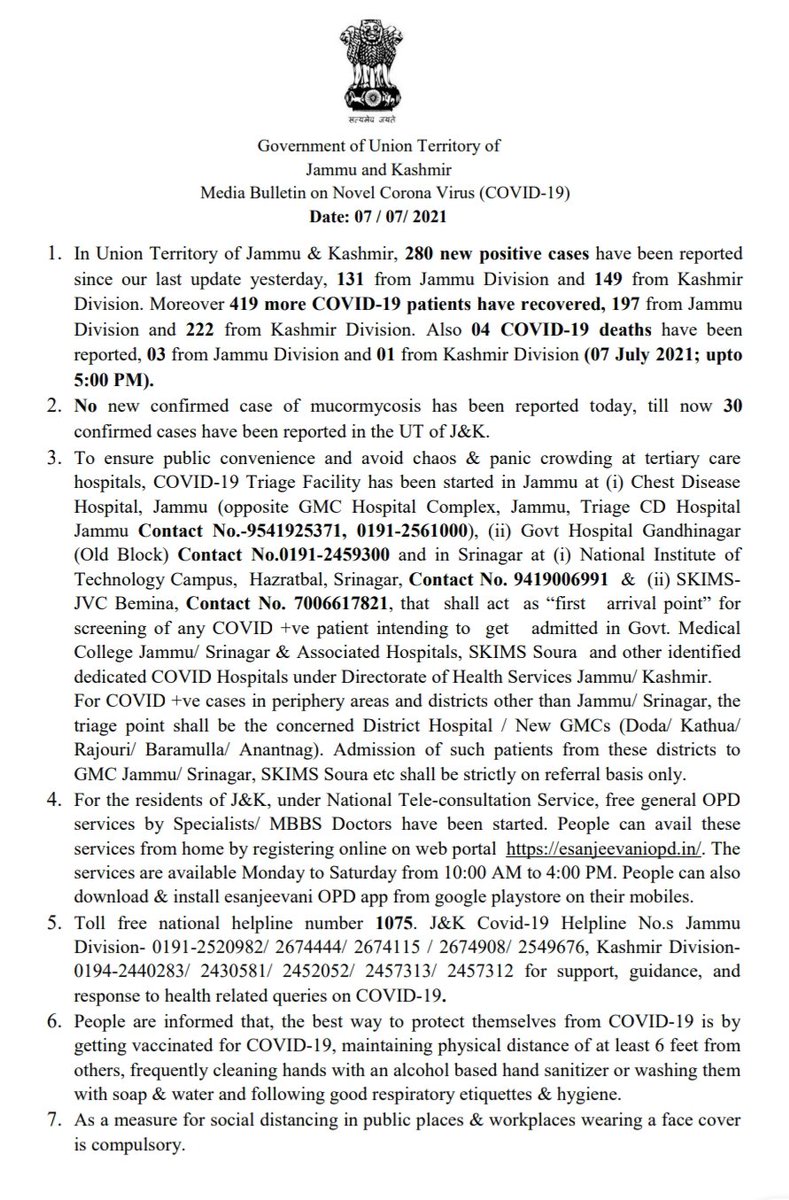 सत्यमेव जयते
Government of Union Territory of
Jammu and Kashmir
Media Bulletin on Novel Corona Virus (COVID-19)
Date: 07 / 07/ 2021
1. In Union Territory of Jammu & Kashmir, 280 new positive cases have been reported
since our last update yesterday, 131 from Jammu Division and 149 from Kashmir
Division. Moreover 419 more COVID-19 patients have recovered, 197 from Jammu
Division and 222 from Kashmir Division. Also 04 COVID-19 deaths have been
reported, 03 from Jammu Division and 01 from Kashmir Division (07 July 2021; upto
5:00 PM).
2. No new confirmed case of mucormycosis has been reported today, till now 30
confirmed cases have been reported in the UT of J&K.
3. To ensure public convenience and avoid chaos & panic crowding at tertiary care
hospitals, COVID-19 Triage Facility has been started in Jammu at (i) Chest Disease
Hospital, Jammu (opposite GMC Hospital Complex, Jammu, Triage CD Hospital
Jammu Contact No.-9541925371, 0191-2561000), (ii) Govt Hospital Gandhinagar
(Old Block) Contact No.0191-2459300 and in Srinagar at (i) National Institute of
Technology Campus, Hazratbal, Srinagar, Contact No. 9419006991 & (ii) SKIMS-
JVC Bemina, Contact No. 7006617821, that shall act as “first arrival point” for
screening of any COVID +ve patient intending to get admitted in Govt. Medical
College Jammu/ Srinagar & Associated Hospitals, SKIMS Soura and other identified
dedicated COVID Hospitals under Directorate of Health Services Jammu/ Kashmir.
For COVID +ve cases in periphery areas and districts other than Jammu/ Srinagar, the
triage point shall be the concerned District Hospital / New GMCs (Doda/ Kathua/
Rajouri/ Baramulla/ Anantnag). Admission of such patients from these districts to
GMC Jammu/ Srinagar, SKIMS Soura etc shall be strictly on referral basis only.
4. For the residents of J&K, under National Tele-consultation Service, free general OPD
services by Specialists/ MBBS Doctors have been started. People can avail these
services from home by registering online on web portal https://esanjeevaniopd.in/. The
services are available Monday to Saturday from 10:00 AM to 4:00 PM. People can also
download & install esanjeevani OPD app from google playstore on their mobiles.
5. Toll free national helpline number 1075. J&K Covid-19 Helpline No.s Jammu
Division- 0191-2520982/ 2674444/ 2674115 / 2674908/ 2549676, Kashmir Division-
0194-2440283/ 2430581/ 2452052/ 2457313/ 2457312 for support, guidance, and
response to health related queries on COVID-19.
6. People are informed that, the best way to protect themselves from COVID-19 is by
getting vaccinated for COVID-19, maintaining physical distance of at least 6 feet from
others, frequently cleaning hands with an alcohol based hand sanitizer or washing them
with soap & water and following good respiratory etiquettes & hygiene.
7. As a measure for social distancing in public places & workplaces wearing a face cover
is compulsory.